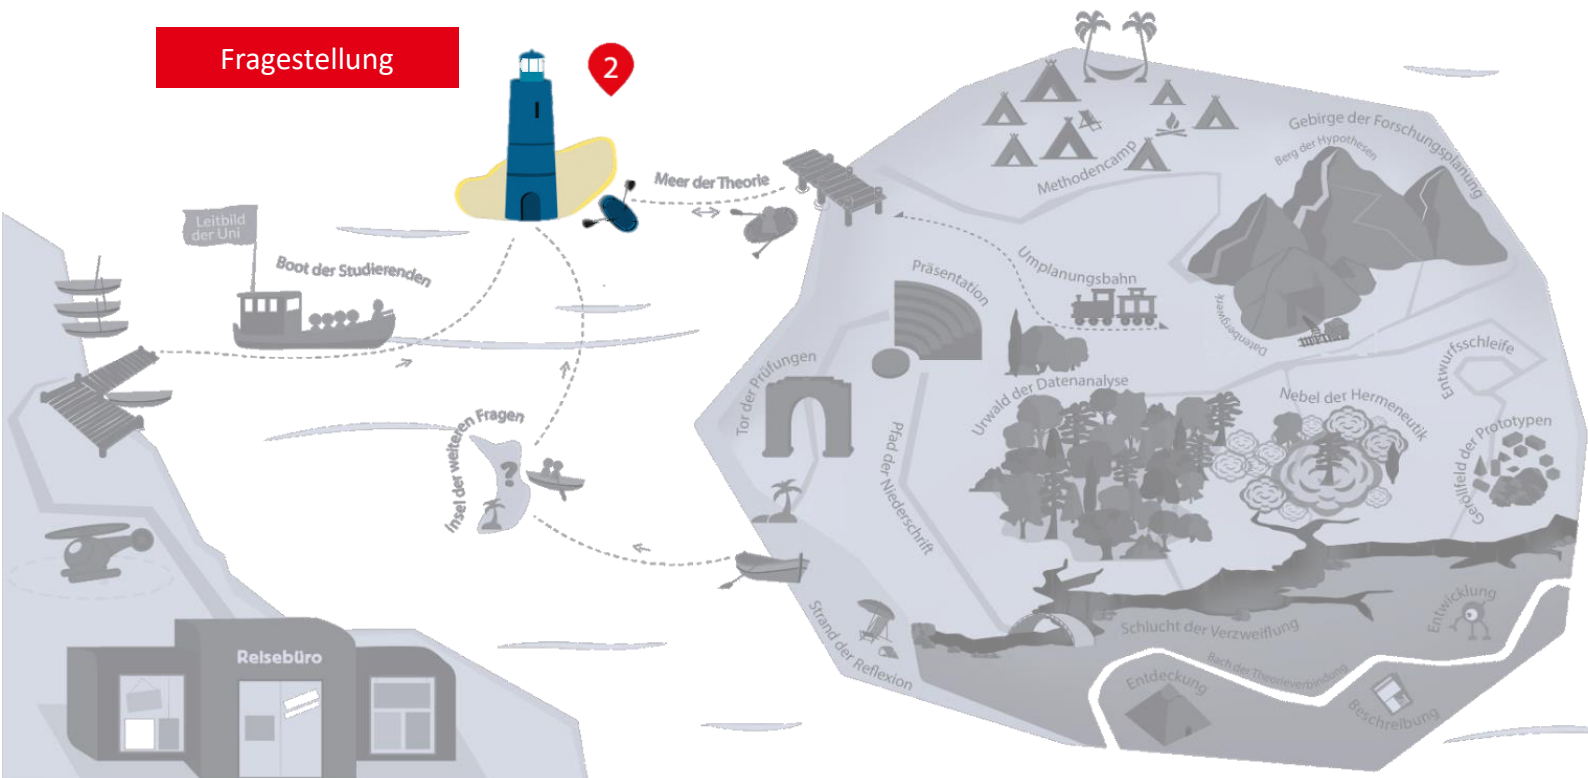 Fragestellung
2
Meer der Theorie
Leitbild
der Uni
Boot der Studierenden
Insel der weiteren Fragen
?
Reisebüro
Methodencamp
Gebirge der Forschungsplanung
Berg der Hypothesen
Datenbergwerk
Umplanungsbahn
Präsentation
Tor der Prüfungen
Pfad der Niederschrift
Urwald der Datenanalyse
Nebel der Hermeneutik
Entwurfsschleife
Geröllfeld der Prototypen
Strand der Reflexion
Schlucht der Verzweiflung
Entwicklung
Bach der Theorieverbindung
Entdeckung
Beschreibung